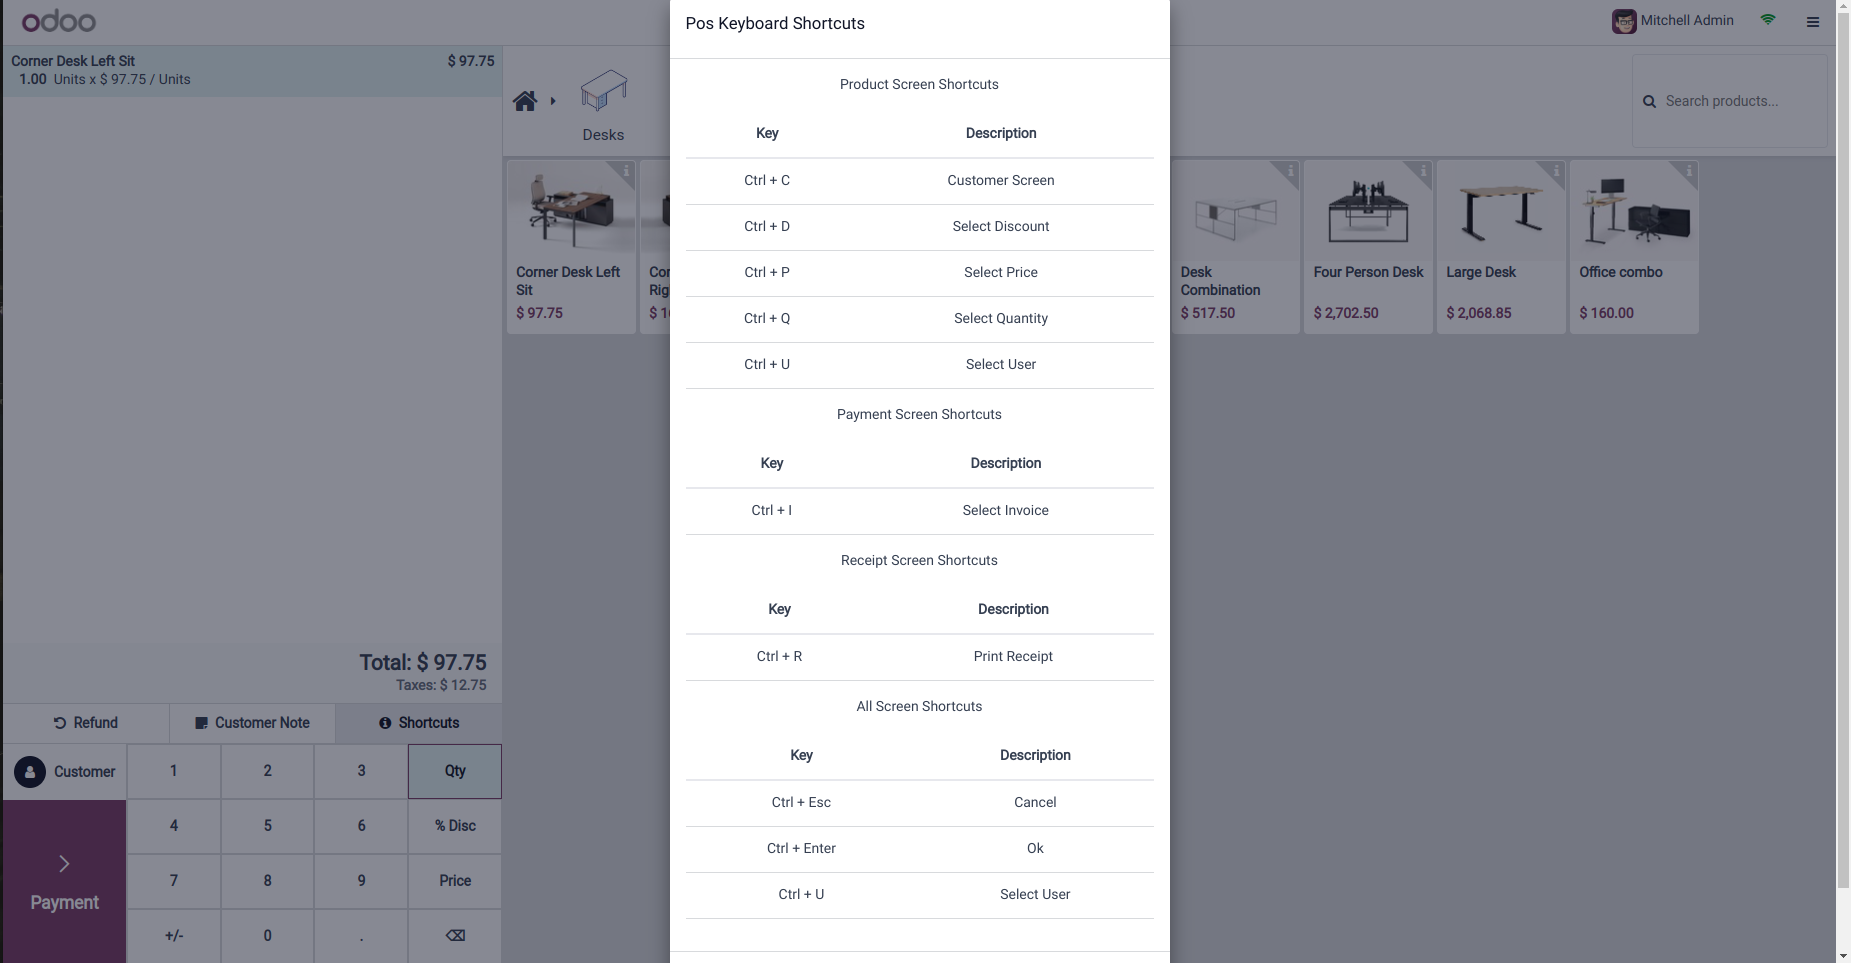 odoo
Mitchell Admin
Corner Desk Left Sit $ 97.75
1.00 Units x $ 97.75 / Units
Desks
Search products...
Corner Desk Left
Sit
$ 97.75
Desk
Combination
$ 517.50
Four Person Desk
$ 2,702.50
Large Desk
$ 2,068.85
Office combo
$ 160.00
Total: $ 97.75
Taxes: $ 12.75
Refund
Customer Note
Shortcuts
Customer
1 2 3 Qty
4 5 6 % Disc
7 8 9 Price
Payment
+/- 0 .
Pos Keyboard Shortcuts
Product Screen Shortcuts
Key Description
Ctrl + C Customer Screen
Ctrl + D Select Discount
Ctrl + P Select Price
Ctrl + Q Select Quantity
Ctrl + U Select User
Payment Screen Shortcuts
Key Description
Ctrl + I Select Invoice
Receipt Screen Shortcuts
Key Description
Ctrl + R Print Receipt
All Screen Shortcuts
Key Description
Ctrl + Esc Cancel
Ctrl + Enter Ok
Ctrl + U Select User